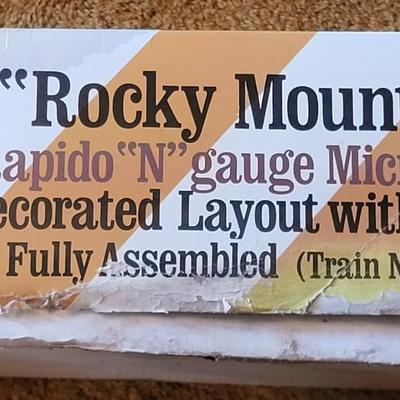 “Rocky Moun
apido “N” gauge Mic
ecorated Layout with
Fully Assembled (Train N